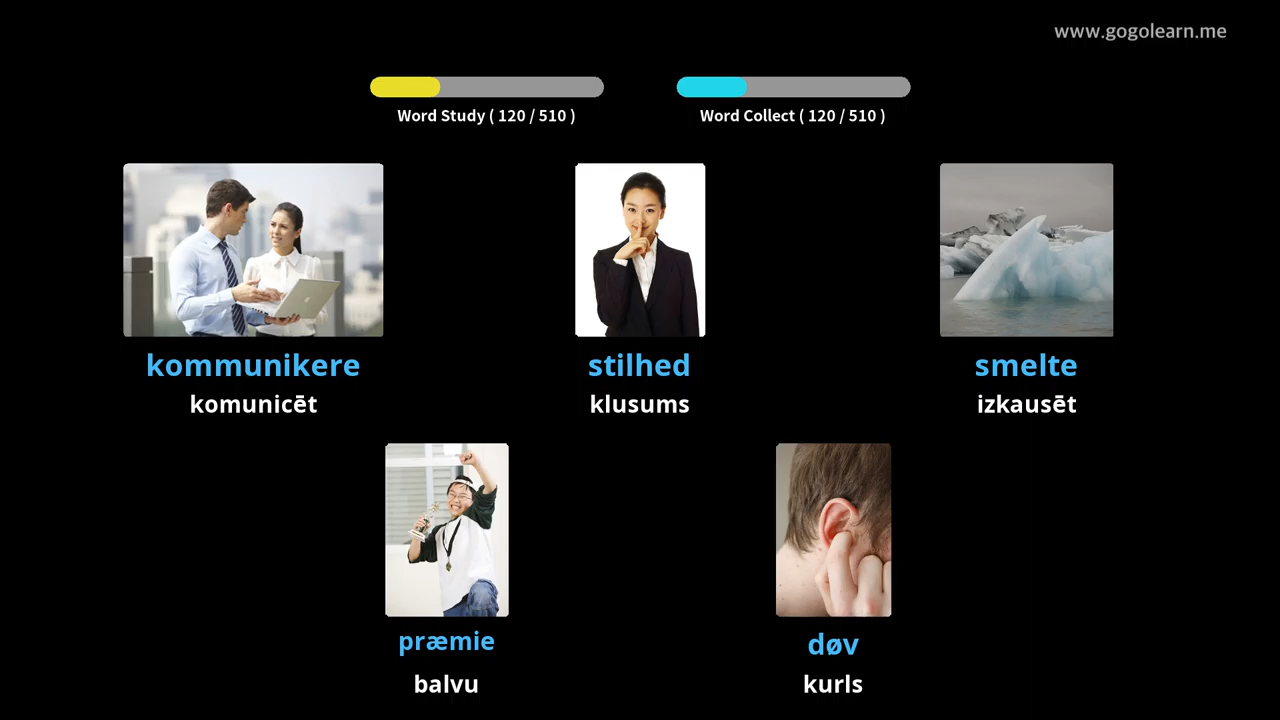 www.gogolearn.me
Word Study ( 120 / 510 )
Word Collect ( 120 / 510 )
kommunikere
komunicēt
stilhed
klusums
smelte
izkausēt
præmie
balvu
døv
kurls